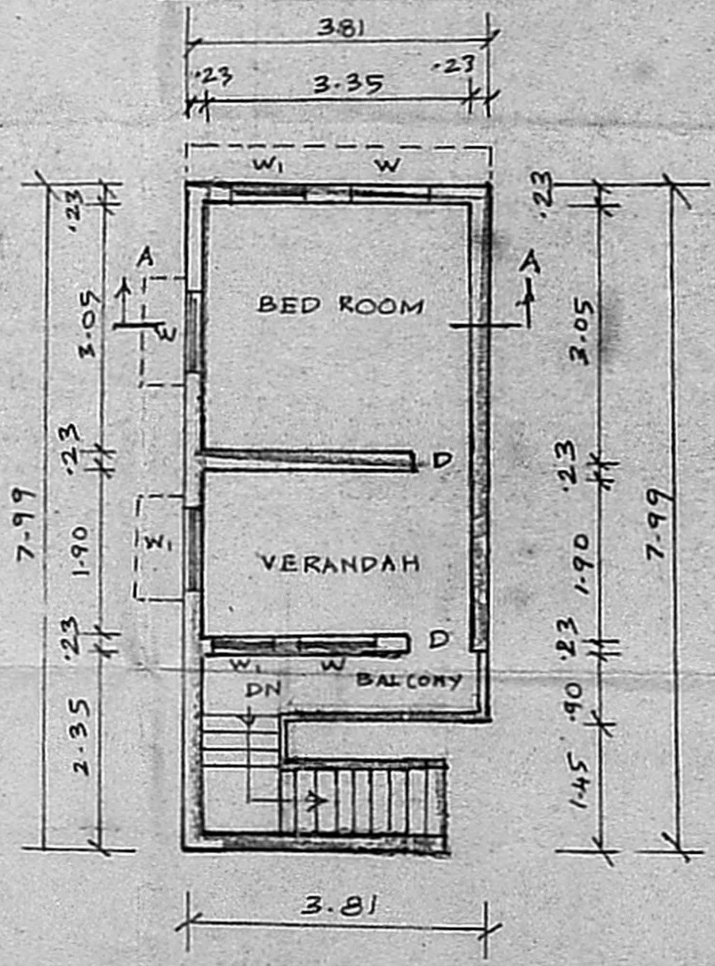 3.81
.23 3.35 .23
W1 W
.23 .23
A A
BED ROOM
3.05 W 3.05
.23 D .23
7.99 7.99
1.90 W1 VERANDAH 1.90
.23 D .23
W1 W
DN BALCONY .90
2.35
1.45
3.81